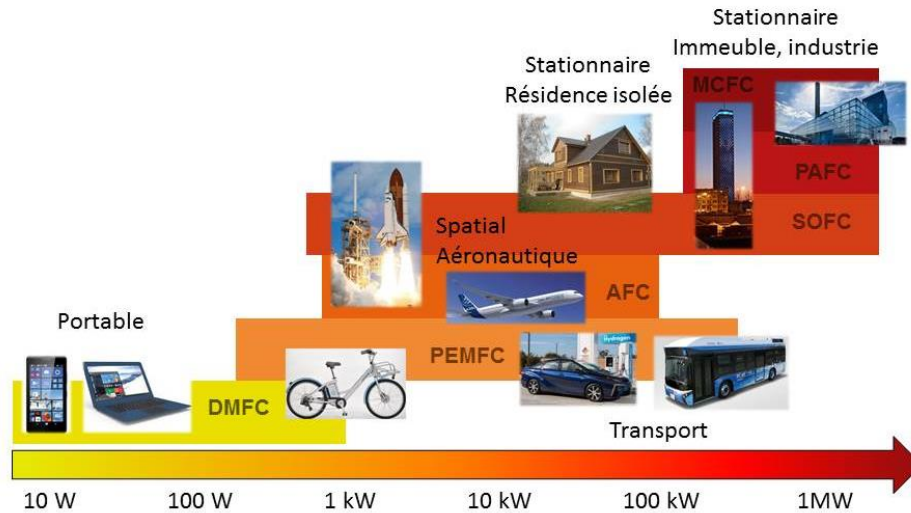 Stationnaire
Immeuble, industrie
Stationnaire
Résidence isolée
MCFC
PAFC
SOFC
Spatial
Aéronautique
AFC
Portable
PEMFC
Hydrogen
DMFC
Transport
10 W 100 W 1 kW 10 kW 100 kW 1MW